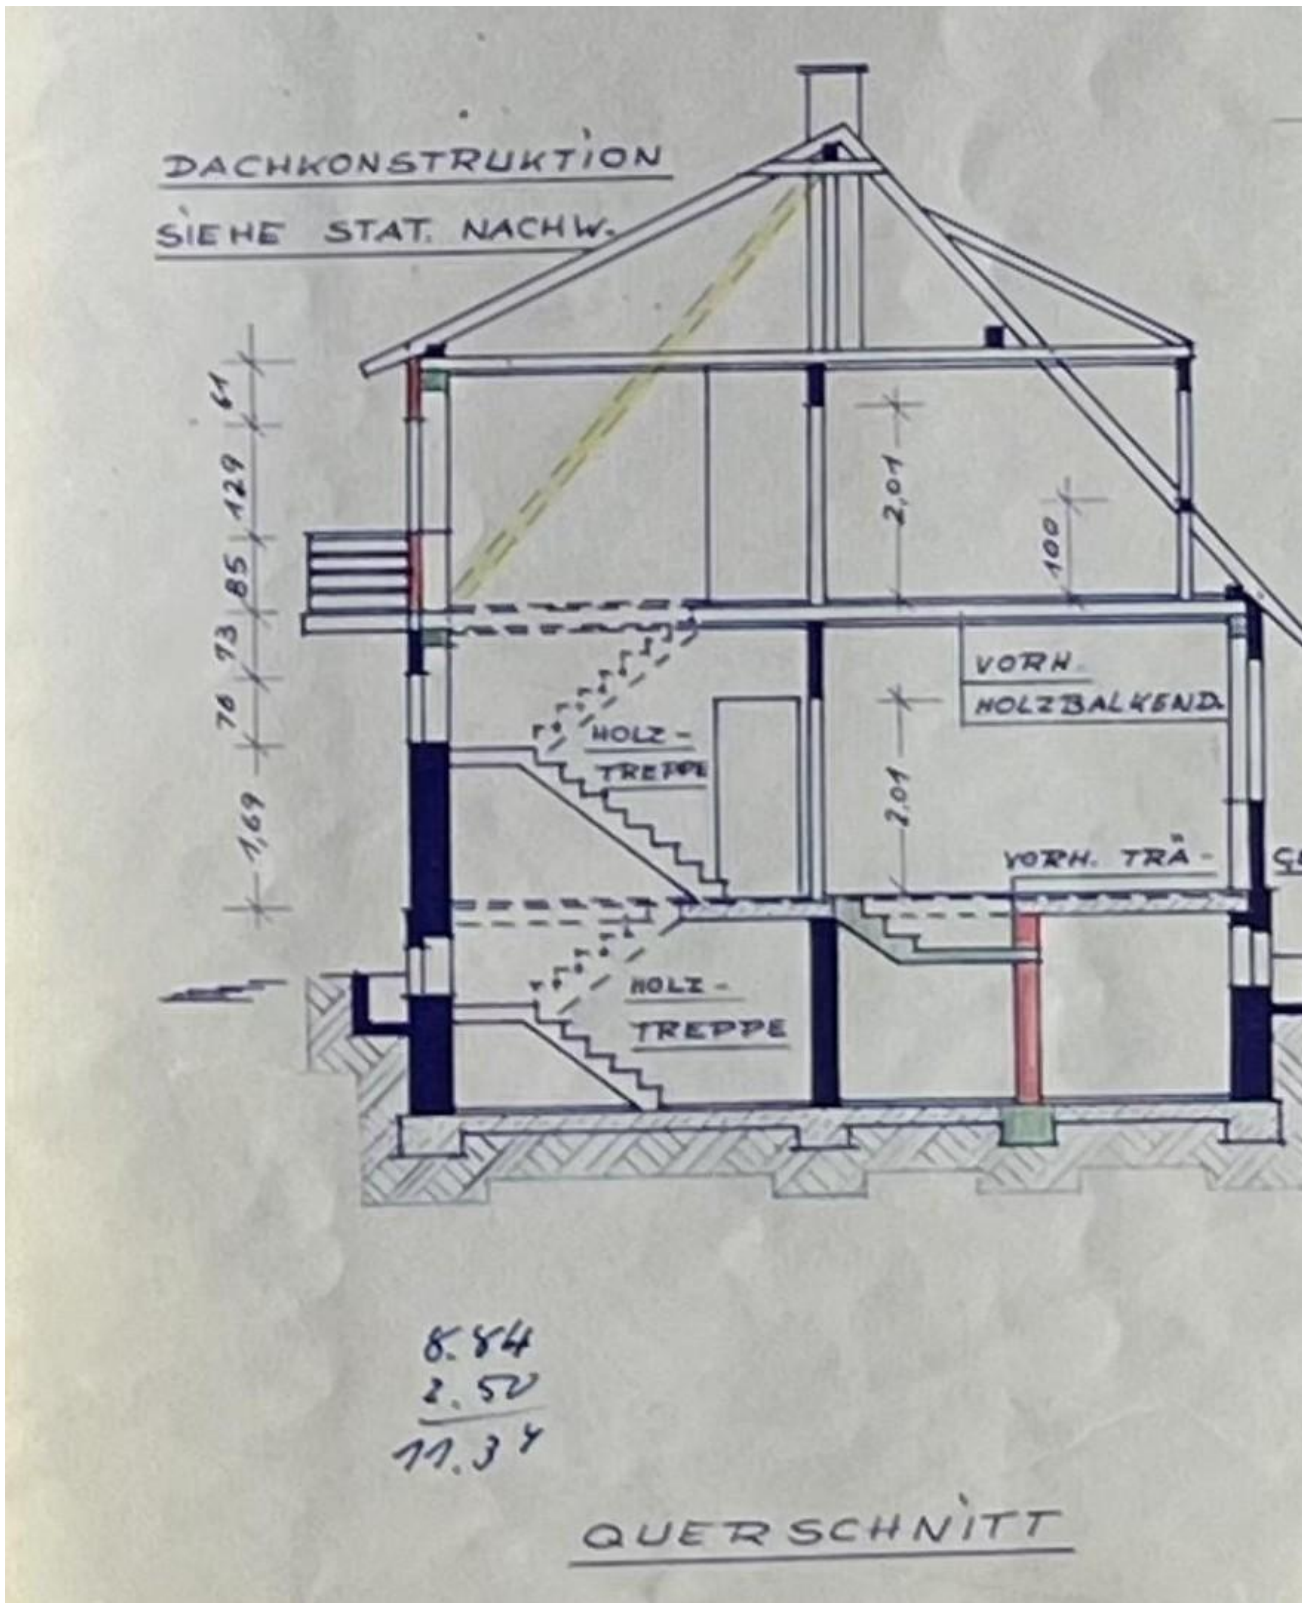 DACHKONSTRUKTION
SIEHE STAT. NACHW.
61
129
85
73
70
1,69
2,01
100
VORH.
HOLZBALKEND.
HOLZ-
TREPPE
2,01
VORH. TRÄ-
HOLZ-
TREPPE
8.84
2.50
11.34
QUERSCHNITT